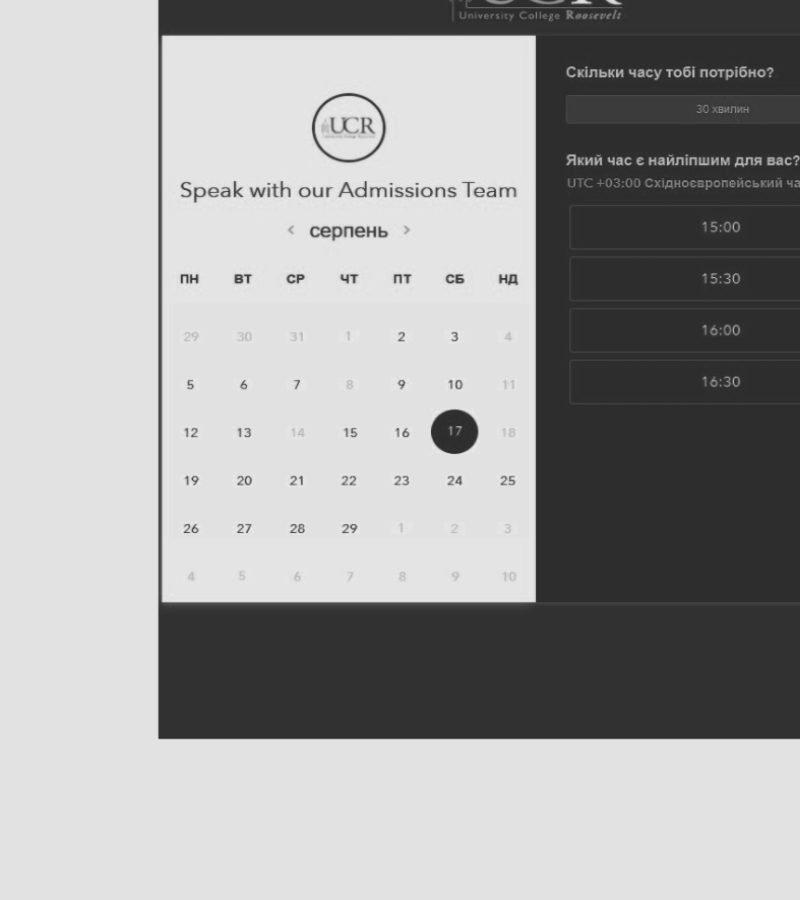 UCR
University College Roosevelt
UCR
Speak with our Admissions Team
< серпень >
ПН ВТ СР ЧТ ПТ СБ НД
29 30 31 1 2 3 4
5 6 7 8 9 10 11
12 13 14 15 16 17 18
19 20 21 22 23 24 25
26 27 28 29 1 2 3
4 5 6 7 8 9 10
Скільки часу тобі потрібно?
30 хвилин
Який час є найліпшим для вас?
UTC +03:00 Східноєвропейський ча
15:00
15:30
16:00
16:30